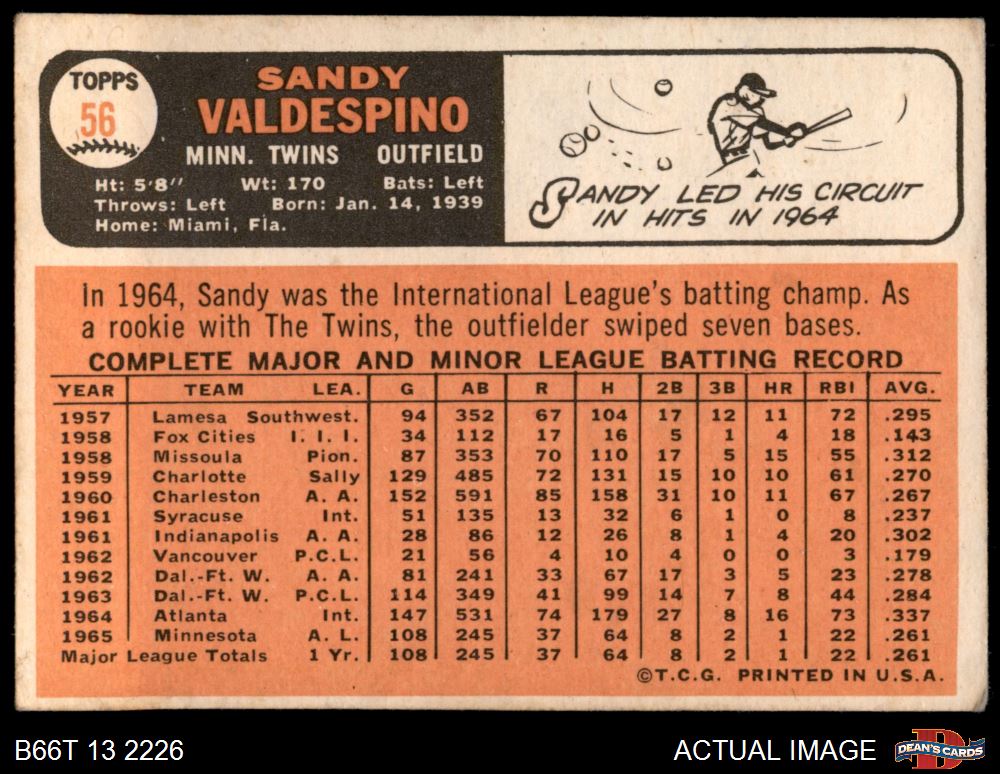 TOPPS
56
SANDY
VALDESPINO
MINN. TWINS OUTFIELD
Ht: 5'8" Wt: 170 Bats: Left
Throws: Left Born: Jan. 14, 1939
Home: Miami, Fla.
SANDY LED HIS CIRCUIT
IN HITS IN 1964
In 1964, Sandy was the International League's batting champ. As
a rookie with The Twins, the outfielder swiped seven bases.
COMPLETE MAJOR AND MINOR LEAGUE BATTING RECORD
YEAR TEAM LEA. G AB R H 2B 3B HR RBI AVG.
1957 Lamesa Southwest. 94 352 67 104 17 12 11 72 .295
1958 Fox Cities I. I. I. 34 112 17 16 5 1 4 18 .143
1958 Missoula Pion. 87 353 70 110 17 5 15 55 .312
1959 Charlotte Sally 129 485 72 131 15 10 10 61 .270
1960 Charleston A. A. 152 591 85 158 31 10 11 67 .267
1961 Syracuse Int. 51 135 13 32 6 1 0 8 .237
1961 Indianapolis A. A. 28 86 12 26 8 1 4 20 .302
1962 Vancouver P.C.L. 21 56 4 10 4 0 0 3 .179
1962 Dal.-Ft. W. A. A. 81 241 33 67 17 3 5 23 .278
1963 Dal.-Ft. W. P.C.L. 114 349 41 99 14 7 8 44 .284
1964 Atlanta Int. 147 531 74 179 27 8 16 73 .337
1965 Minnesota A. L. 108 245 37 64 8 2 1 22 .261
Major League Totals 1 Yr. 108 245 37 64 8 2 1 22 .261
©T.C.G. PRINTED IN U.S.A.
B66T 13 2226
ACTUAL IMAGE
DEAN'S CARDS